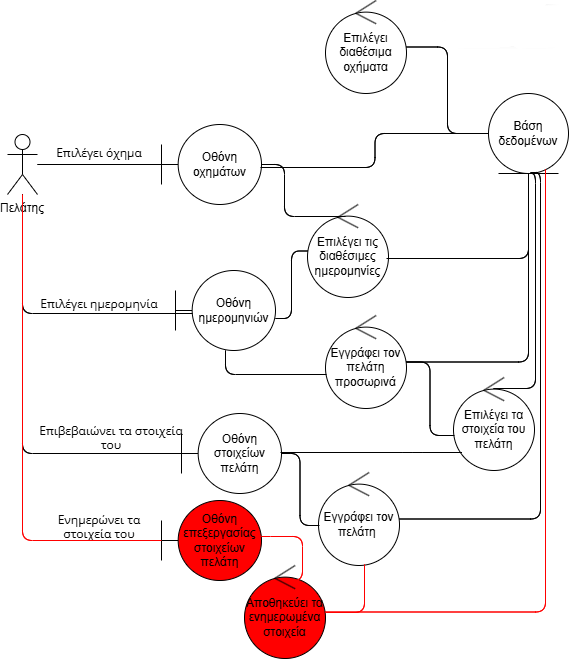 Επιλέγει
διαθέσιμα
οχήματα
Βάση
δεδομένων
Επιλέγει όχημα
Οθόνη
οχημάτων
Πελάτης
Επιλέγει τις
διαθέσιμες
ημερομηνίες
Επιλέγει ημερομηνία
Οθόνη
ημερομηνιών
Εγγράφει τον
πελάτη
προσωρινά
Επιλέγει τα
στοιχεία του
πελάτη
Επιβεβαιώνει τα στοιχεία
του
Οθόνη
στοιχείων
πελάτη
Ενημερώνει τα
στοιχεία του
Οθόνη
επεξεργασίας
στοιχείων
πελάτη
Εγγράφει τον
πελάτη
Αποθηκεύει τα
ενημερωμένα
στοιχεία